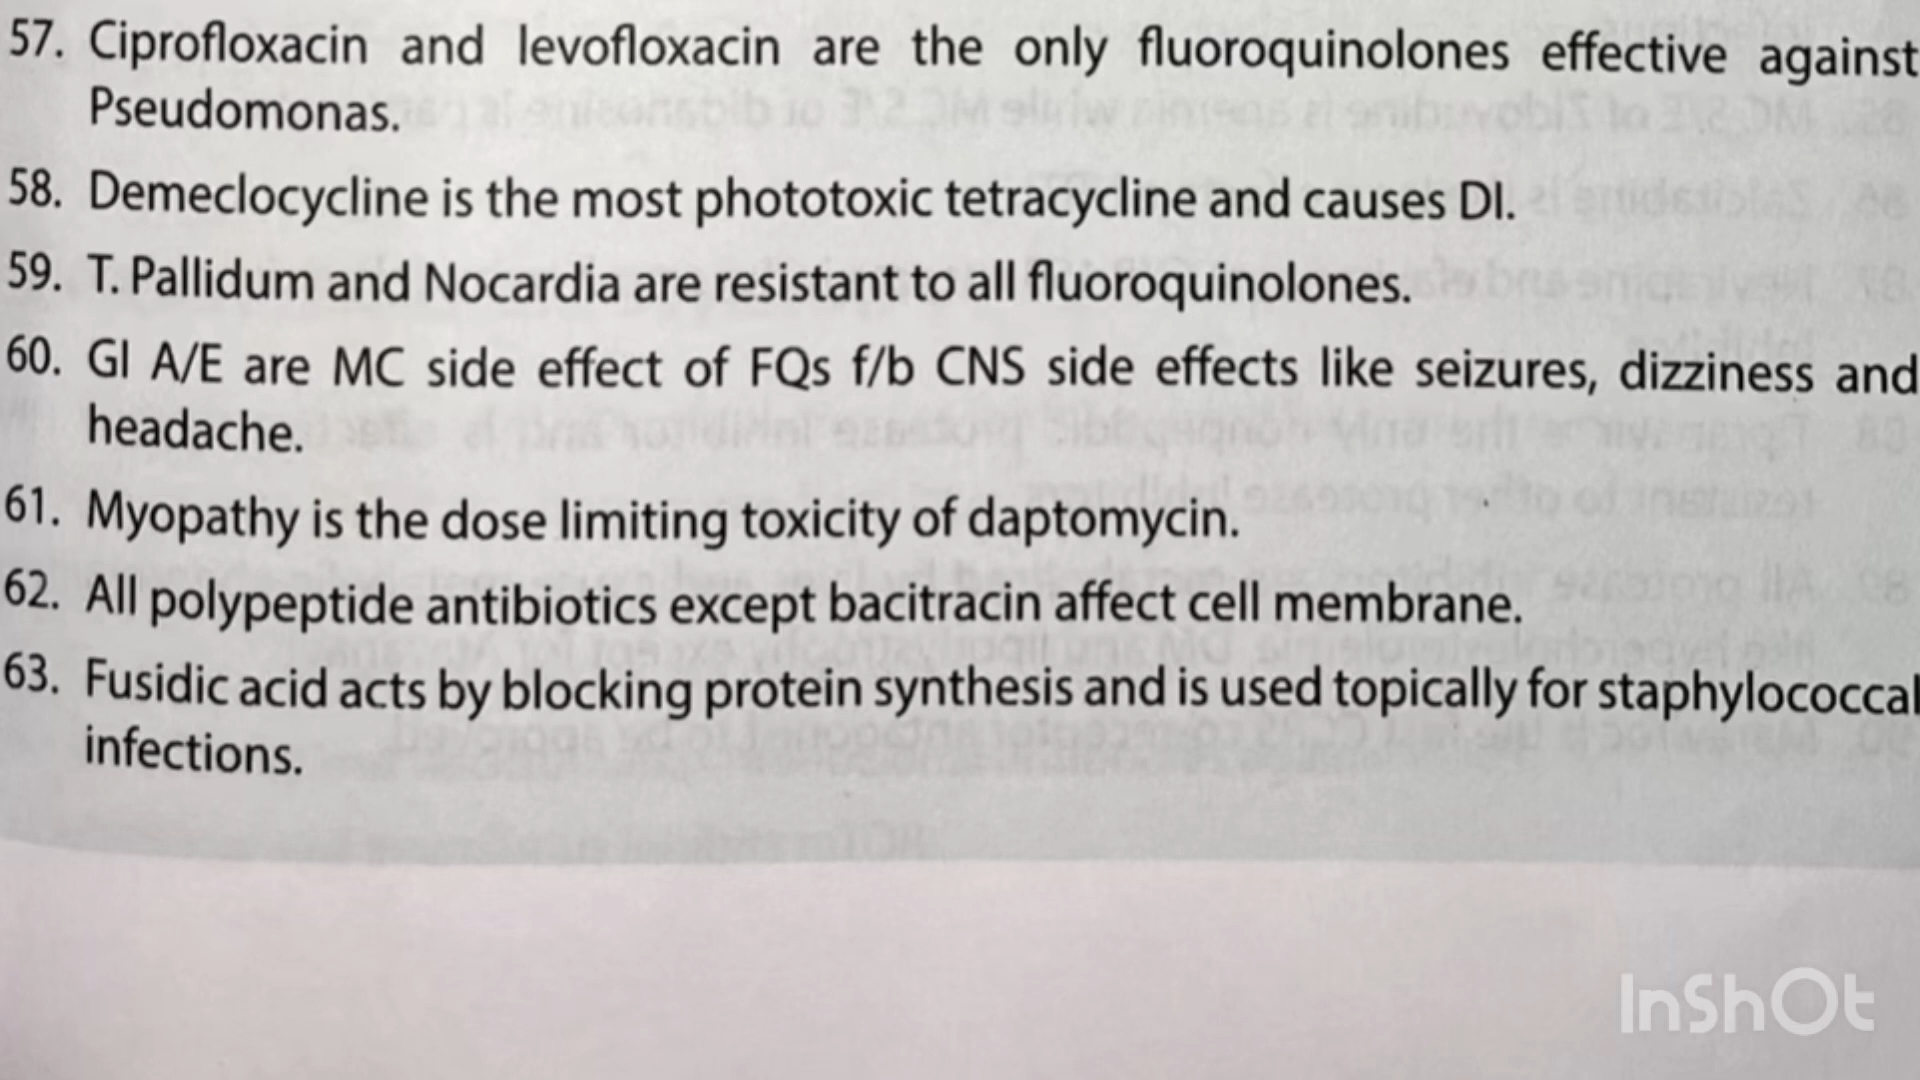 57. Ciprofloxacin and levofloxacin are the only fluoroquinolones effective against
Pseudomonas.
58. Demeclocycline is the most phototoxic tetracycline and causes DI.
59. T. Pallidum and Nocardia are resistant to all fluoroquinolones.
60. GI A/E are MC side effect of FQs f/b CNS side effects like seizures, dizziness and
headache.
61. Myopathy is the dose limiting toxicity of daptomycin.
62. All polypeptide antibiotics except bacitracin affect cell membrane.
63. Fusidic acid acts by blocking protein synthesis and is used topically for staphylococcal
infections.
InShOt